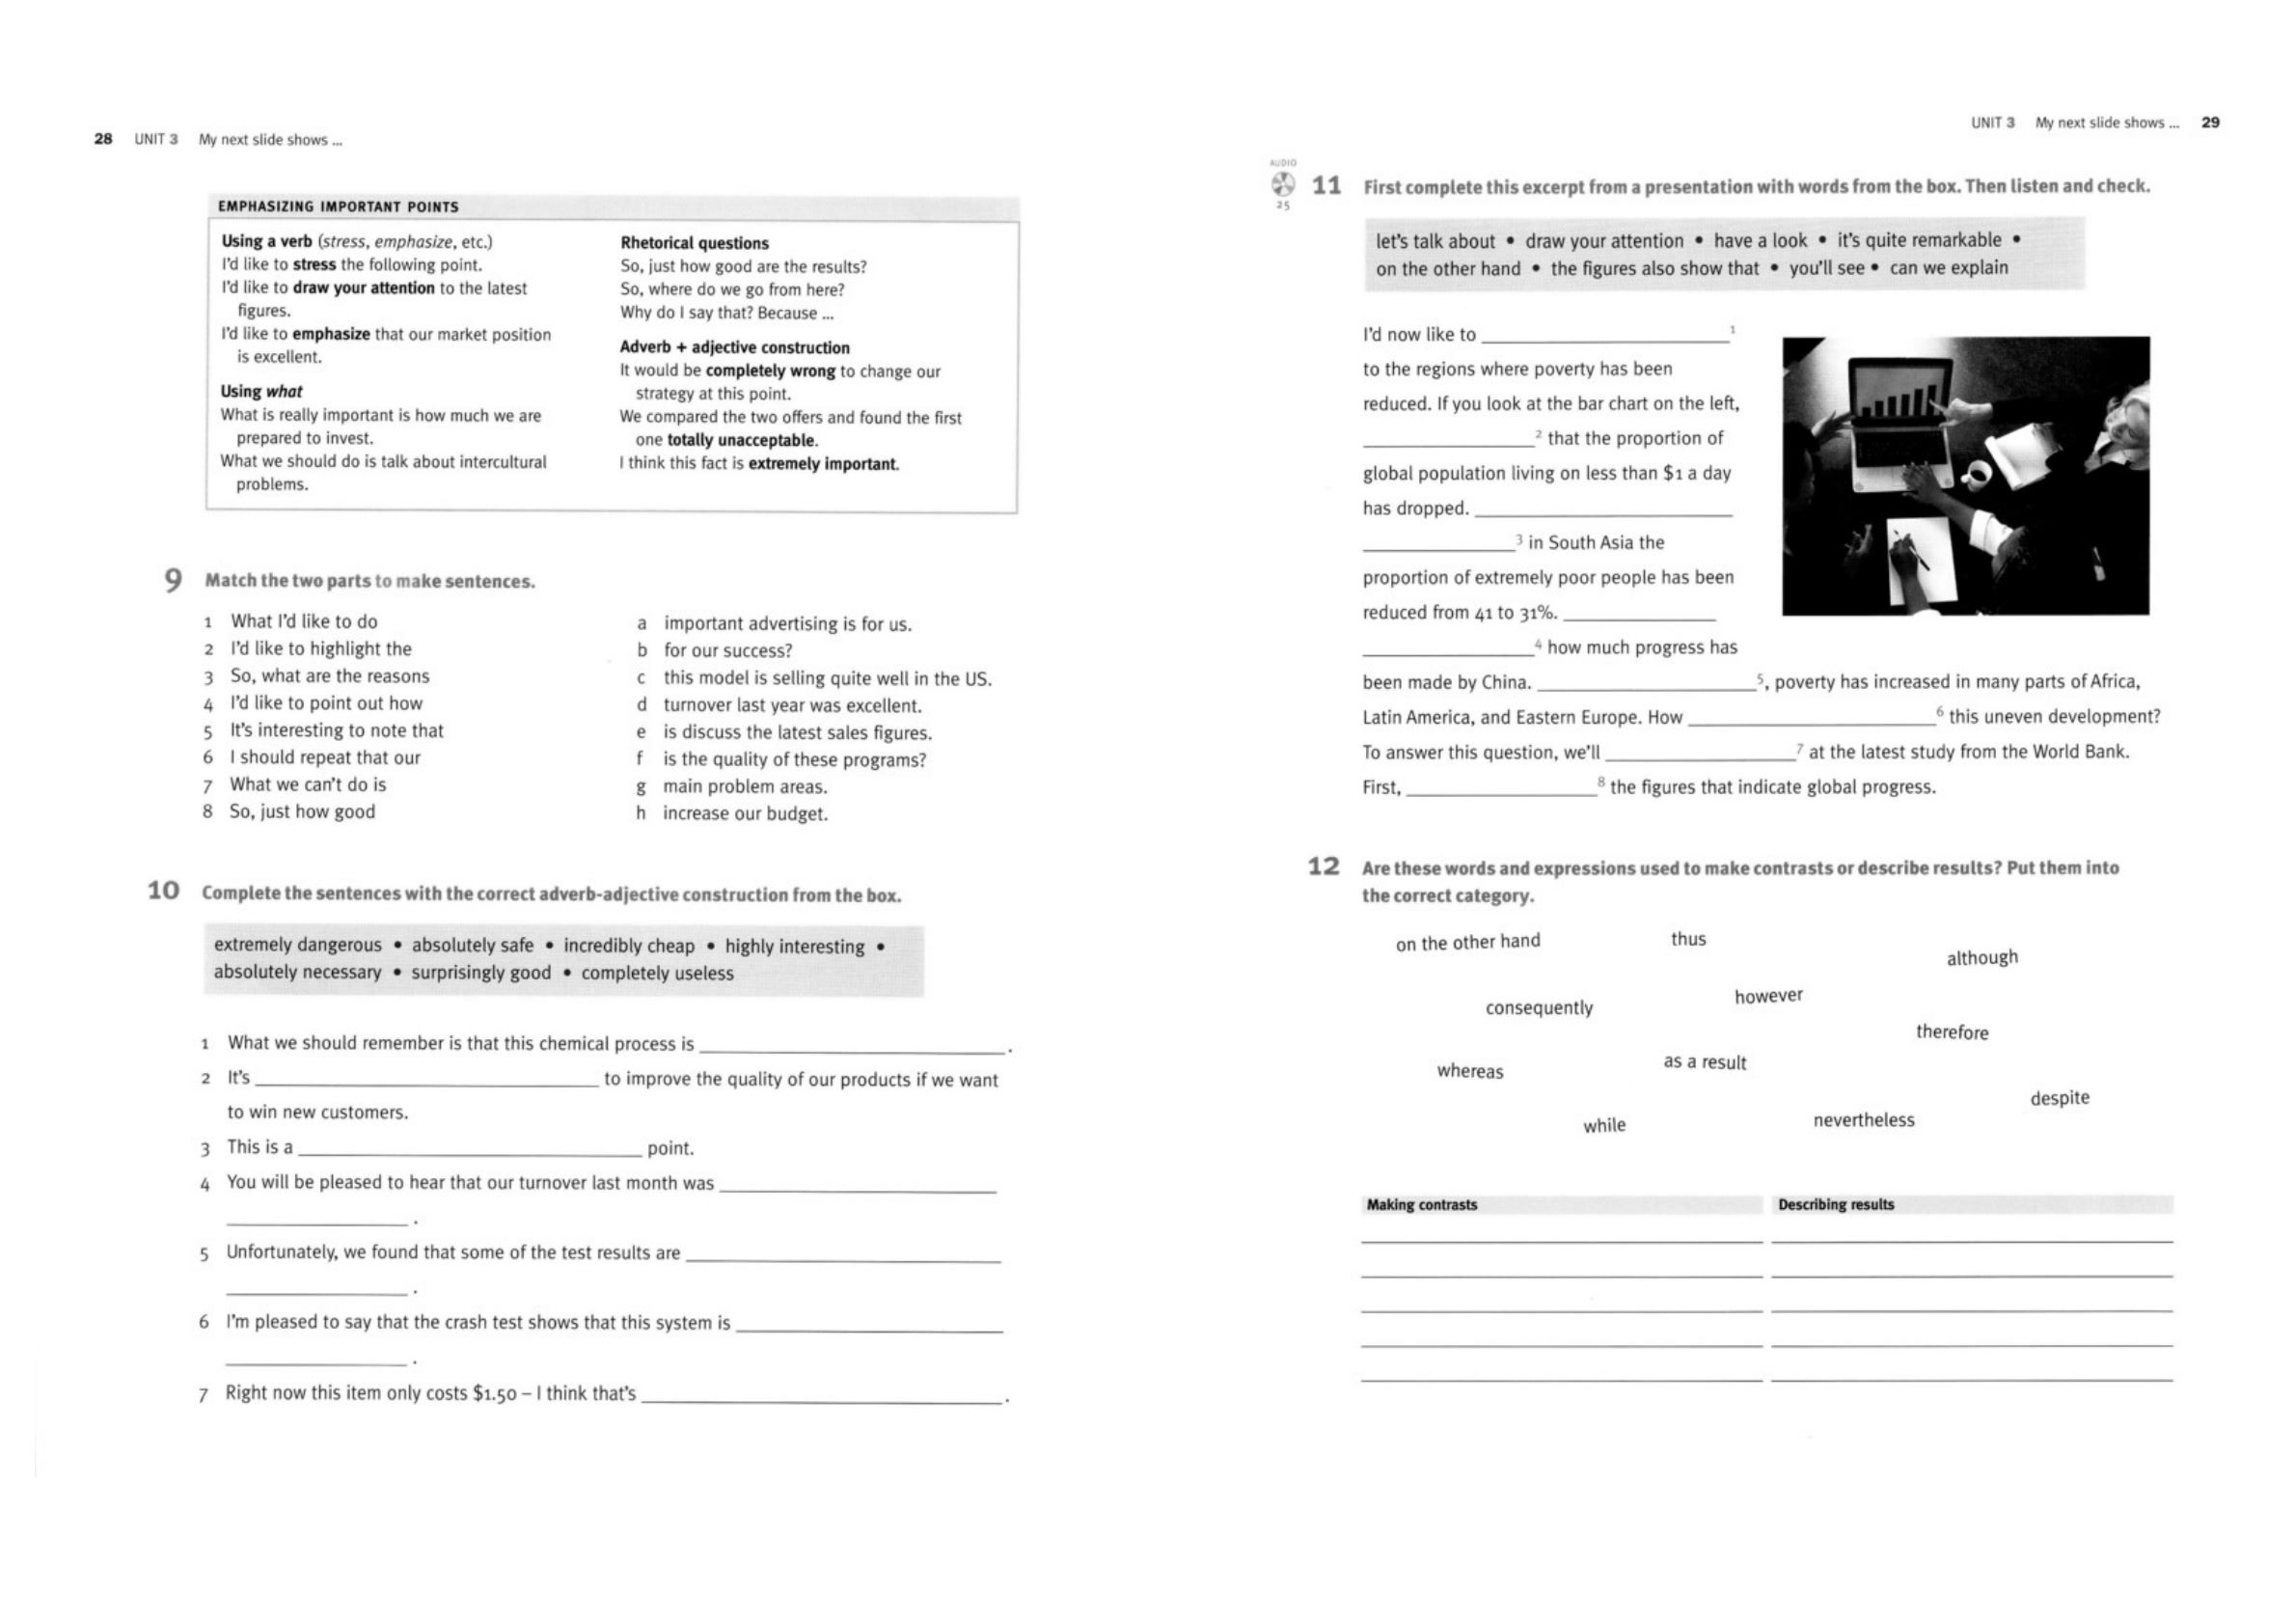 28 UNIT 3 My next slide shows ...
EMPHASIZING IMPORTANT POINTS
Using a verb (stress, emphasize, etc.)
I'd like to stress the following point.
I'd like to draw your attention to the latest
figures.
I'd like to emphasize that our market position
is excellent.
Using what
What is really important is how much we are
prepared to invest.
What we should do is talk about intercultural
problems.
Rhetorical questions
So, just how good are the results?
So, where do we go from here?
Why do I say that? Because ...
Adverb + adjective construction
It would be completely wrong to change our
strategy at this point.
We compared the two offers and found the first
one totally unacceptable.
I think this fact is extremely important.
9 Match the two parts to make sentences.
1 What I'd like to do
2 I'd like to highlight the
3 So, what are the reasons
4 I'd like to point out how
5 It's interesting to note that
6 I should repeat that our
7 What we can't do is
8 So, just how good
a important advertising is for us.
b for our success?
c this model is selling quite well in the US.
d turnover last year was excellent.
e is discuss the latest sales figures.
f is the quality of these programs?
g main problem areas.
h increase our budget.
10 Complete the sentences with the correct adverb-adjective construction from the box.
extremely dangerous • absolutely safe • incredibly cheap • highly interesting •
absolutely necessary • surprisingly good • completely useless
1 What we should remember is that this chemical process is ____.
2 It's ____ to improve the quality of our products if we want
to win new customers.
3 This is a ____ point.
4 You will be pleased to hear that our turnover last month was ____
____.
5 Unfortunately, we found that some of the test results are ____
____.
6 I'm pleased to say that the crash test shows that this system is ____
____.
7 Right now this item only costs $1.50 – I think that's ____.
UNIT 3 My next slide shows ... 29
AUDIO
25
11 First complete this excerpt from a presentation with words from the box. Then listen and check.
let's talk about • draw your attention • have a look • it's quite remarkable •
on the other hand • the figures also show that • you'll see • can we explain
I'd now like to ____ 1
to the regions where poverty has been
reduced. If you look at the bar chart on the left,
____ 2 that the proportion of
global population living on less than $1 a day
has dropped. ____
____ 3 in South Asia the
proportion of extremely poor people has been
reduced from 41 to 31%. ____
____ 4 how much progress has
been made by China. ____ 5, poverty has increased in many parts of Africa,
Latin America, and Eastern Europe. How ____ 6 this uneven development?
To answer this question, we'll ____ 7 at the latest study from the World Bank.
First, ____ 8 the figures that indicate global progress.
12 Are these words and expressions used to make contrasts or describe results? Put them into
the correct category.
on the other hand thus although
consequently however
therefore
whereas as a result
despite
while nevertheless
Making contrasts Describing results